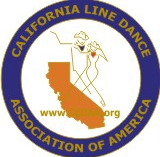 CALIFORNIA LINE DANCE
ASSOCIATION OF AMERICA